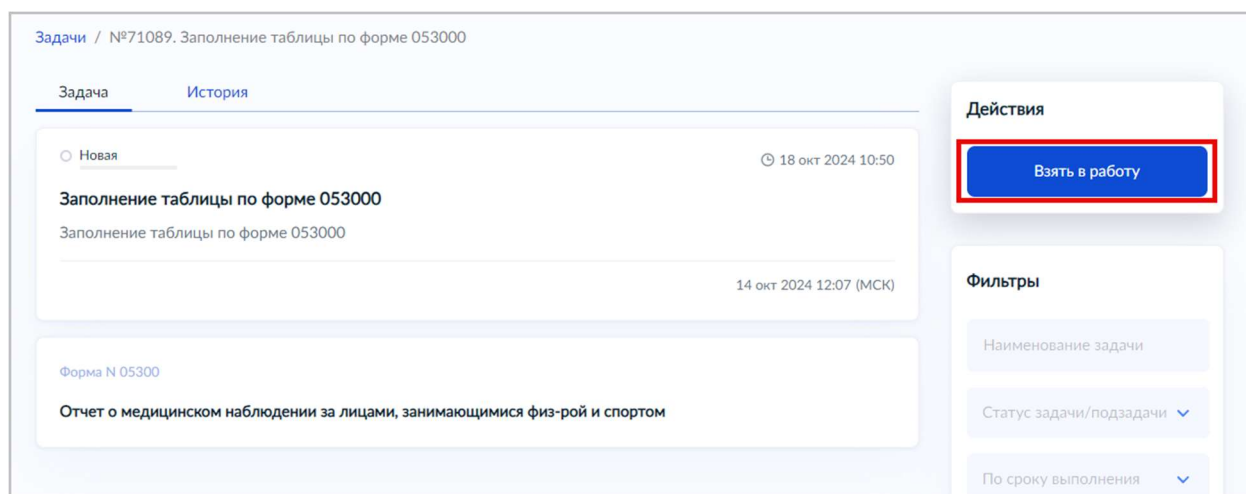 Задачи / №71089. Заполнение таблицы по форме 053000
Задача История
Новая 18 окт 2024 10:50
Заполнение таблицы по форме 053000
Заполнение таблицы по форме 053000
14 окт 2024 12:07 (МСК)
Форма N 05300
Отчет о медицинском наблюдении за лицами, занимающимися физ-рой и спортом
Действия
Взять в работу
Фильтры
Наименование задачи
Статус задачи/подзадачи
По сроку выполнения